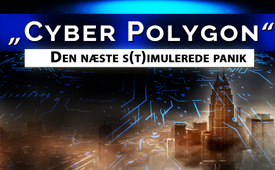 „Cyber Polygon“
Den næste s(t)imulerede panik